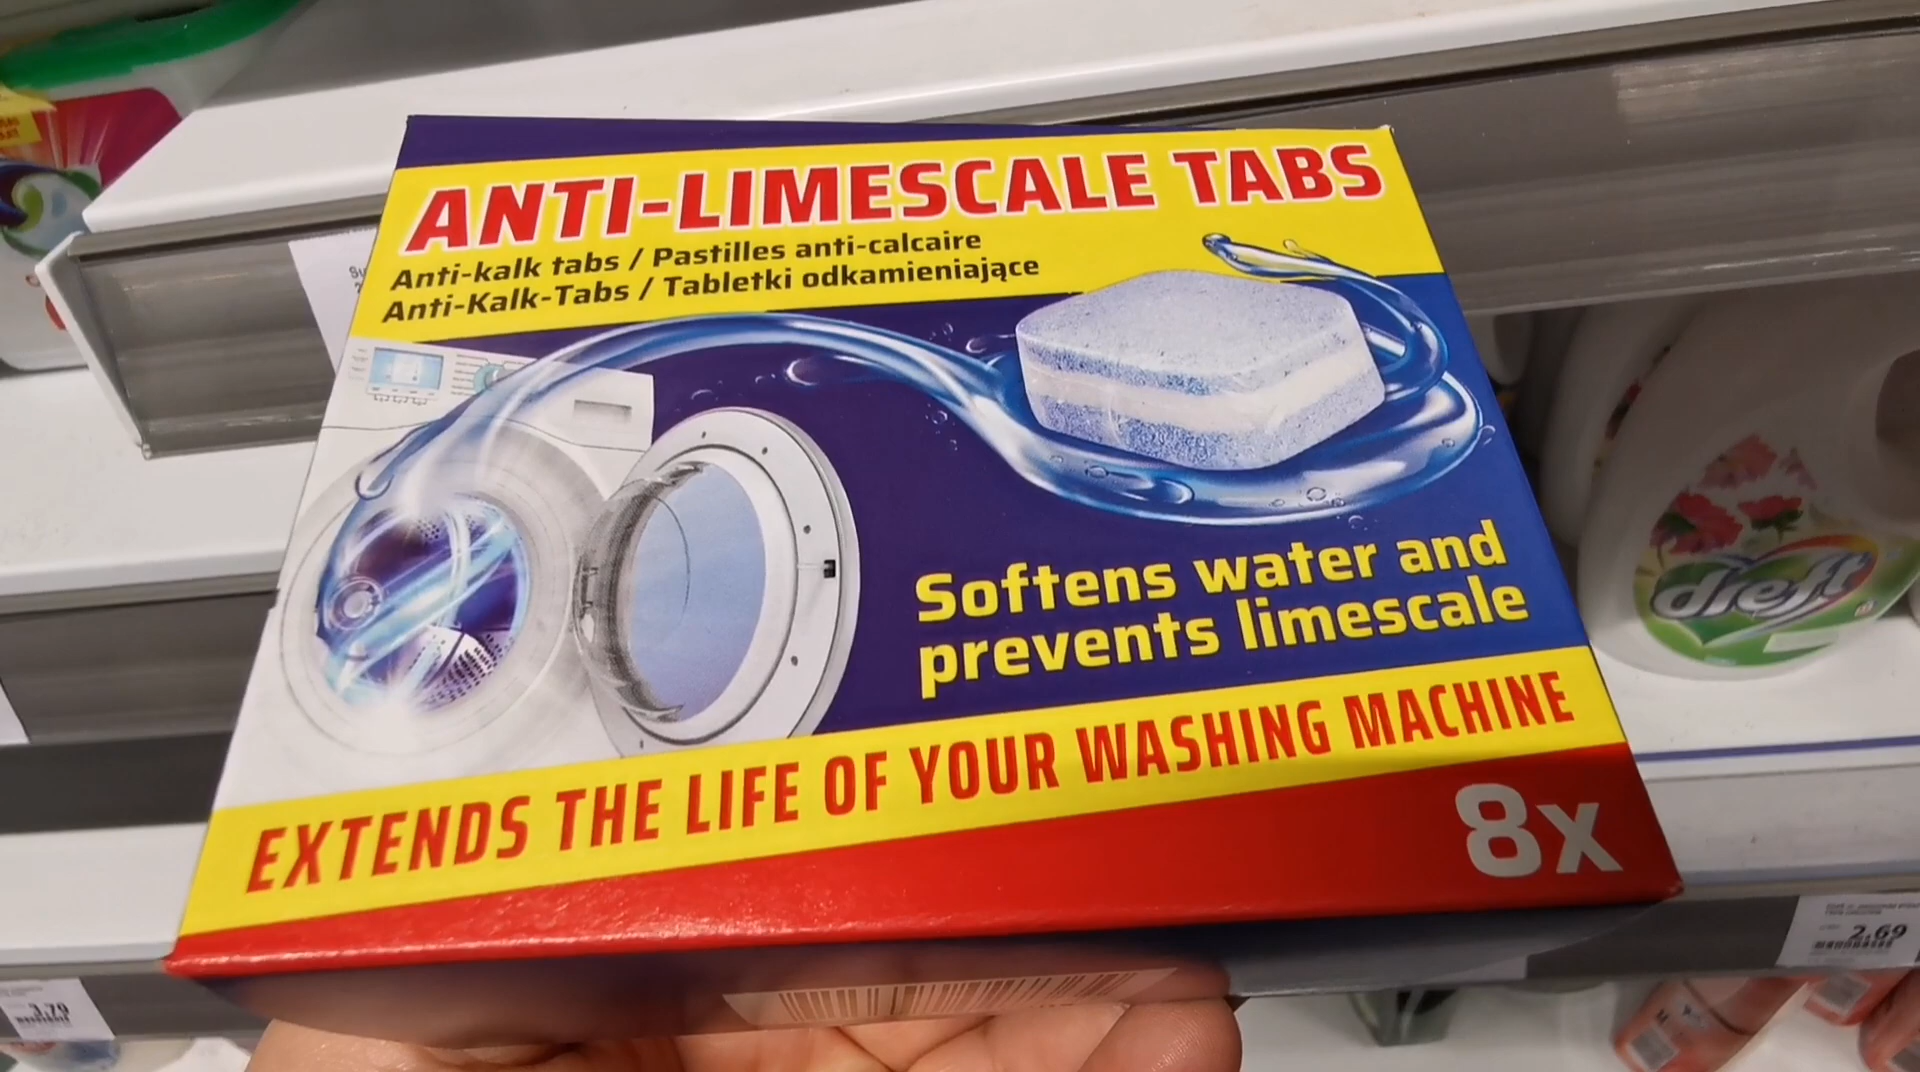 ANTI-LIMESCALE TABS
Anti-kalk tabs / Pastilles anti-calcaire
Anti-Kalk-Tabs / Tabletki odkamieniające
Softens water and
prevents limescale
EXTENDS THE LIFE OF YOUR WASHING MACHINE
8x
dreft
2.69
3.79